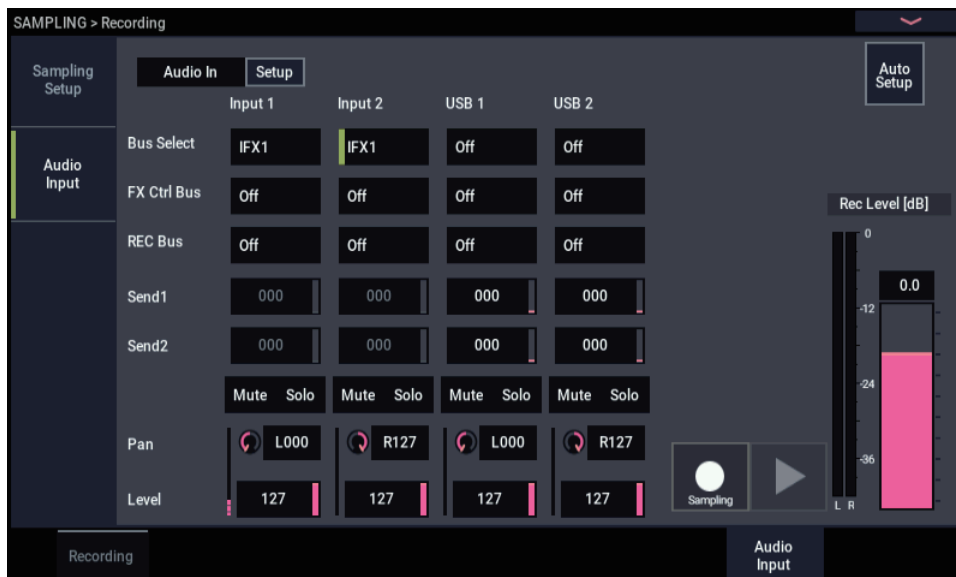 SAMPLING > Recording
Sampling
Setup
Audio
Input
Audio In
Setup
Auto
Setup
Input 1 Input 2 USB 1 USB 2
Bus Select IFX1 IFX1 Off Off
FX Ctrl Bus Off Off Off Off
REC Bus Off Off Off Off
Send1 000 000 000 000
Send2 000 000 000 000
Mute Solo Mute Solo Mute Solo Mute Solo
Pan L000 R127 L000 R127
Level 127 127 127 127
Sampling
Rec Level [dB]
0
0.0
-12
-24
-36
L R
Recording
Audio
Input